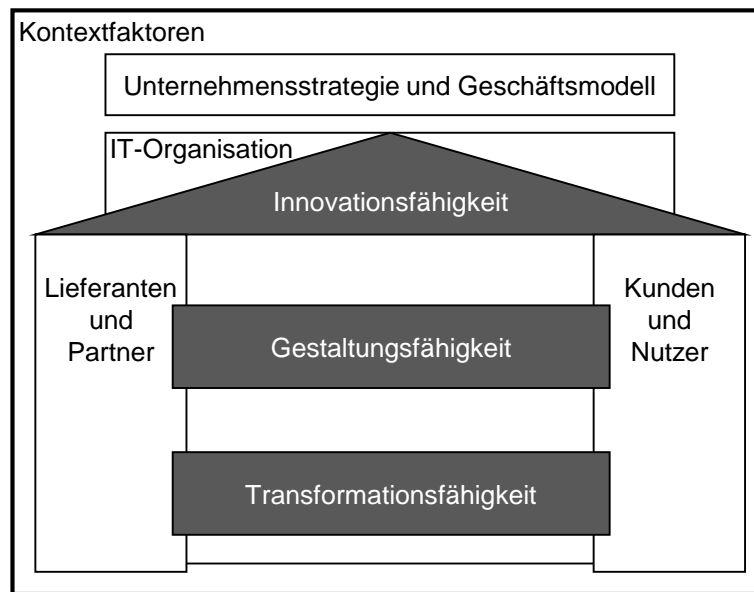 Kontextfaktoren
Unternehmensstrategie und Geschäftsmodell
IT-Organisation
Innovationsfähigkeit
Lieferanten
und
Partner
Kunden
und
Nutzer
Gestaltungsfähigkeit
Transformationsfähigkeit